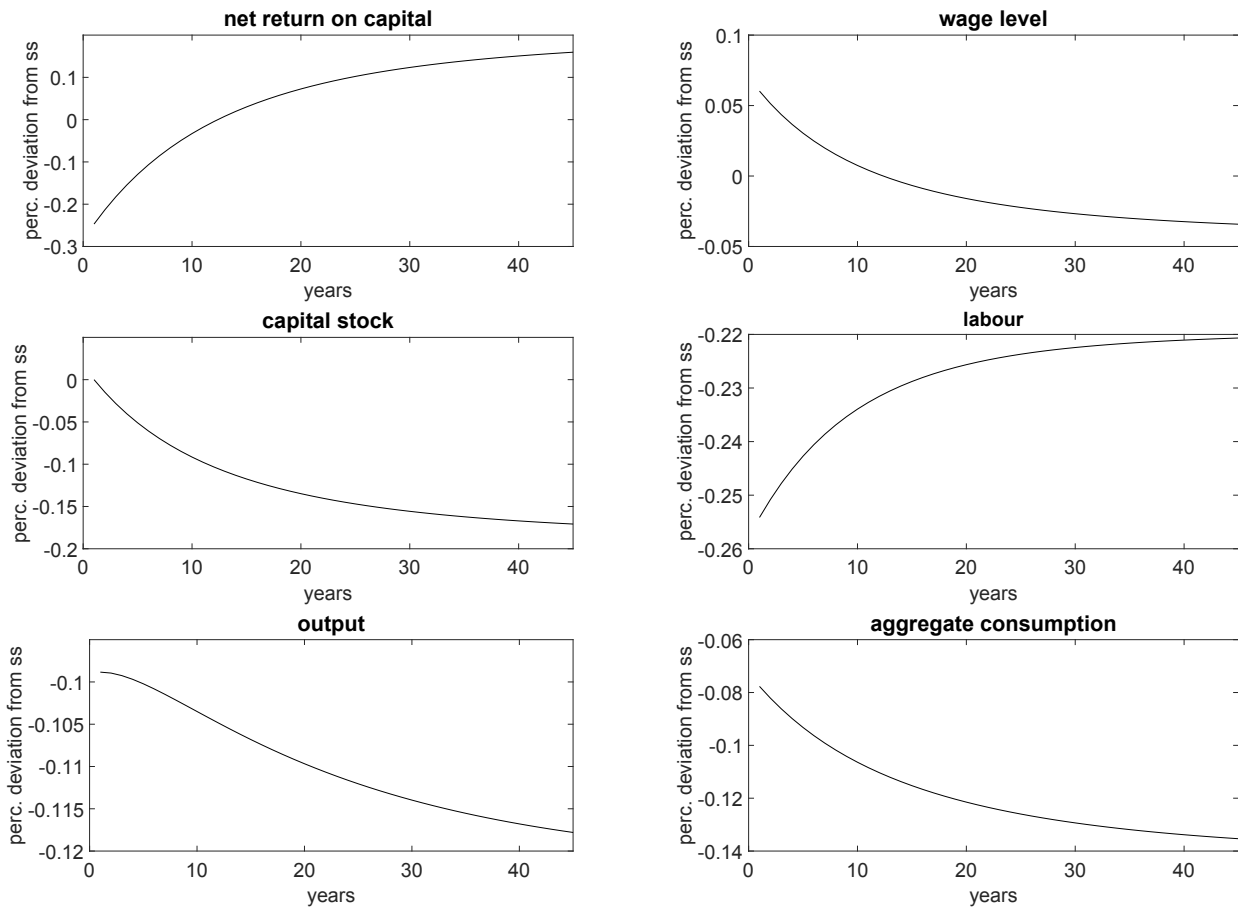 net return on capital
perc. deviation from ss
0.1
0
-0.1
-0.2
-0.3
0 10 20 30 40
years
wage level
perc. deviation from ss
0.1
0.05
0
-0.05
0 10 20 30 40
years
capital stock
perc. deviation from ss
0
-0.05
-0.1
-0.15
-0.2
0 10 20 30 40
years
labour
perc. deviation from ss
-0.22
-0.23
-0.24
-0.25
-0.26
0 10 20 30 40
years
output
perc. deviation from ss
-0.1
-0.105
-0.11
-0.115
-0.12
0 10 20 30 40
years
aggregate consumption
perc. deviation from ss
-0.06
-0.08
-0.1
-0.12
-0.14
0 10 20 30 40
years